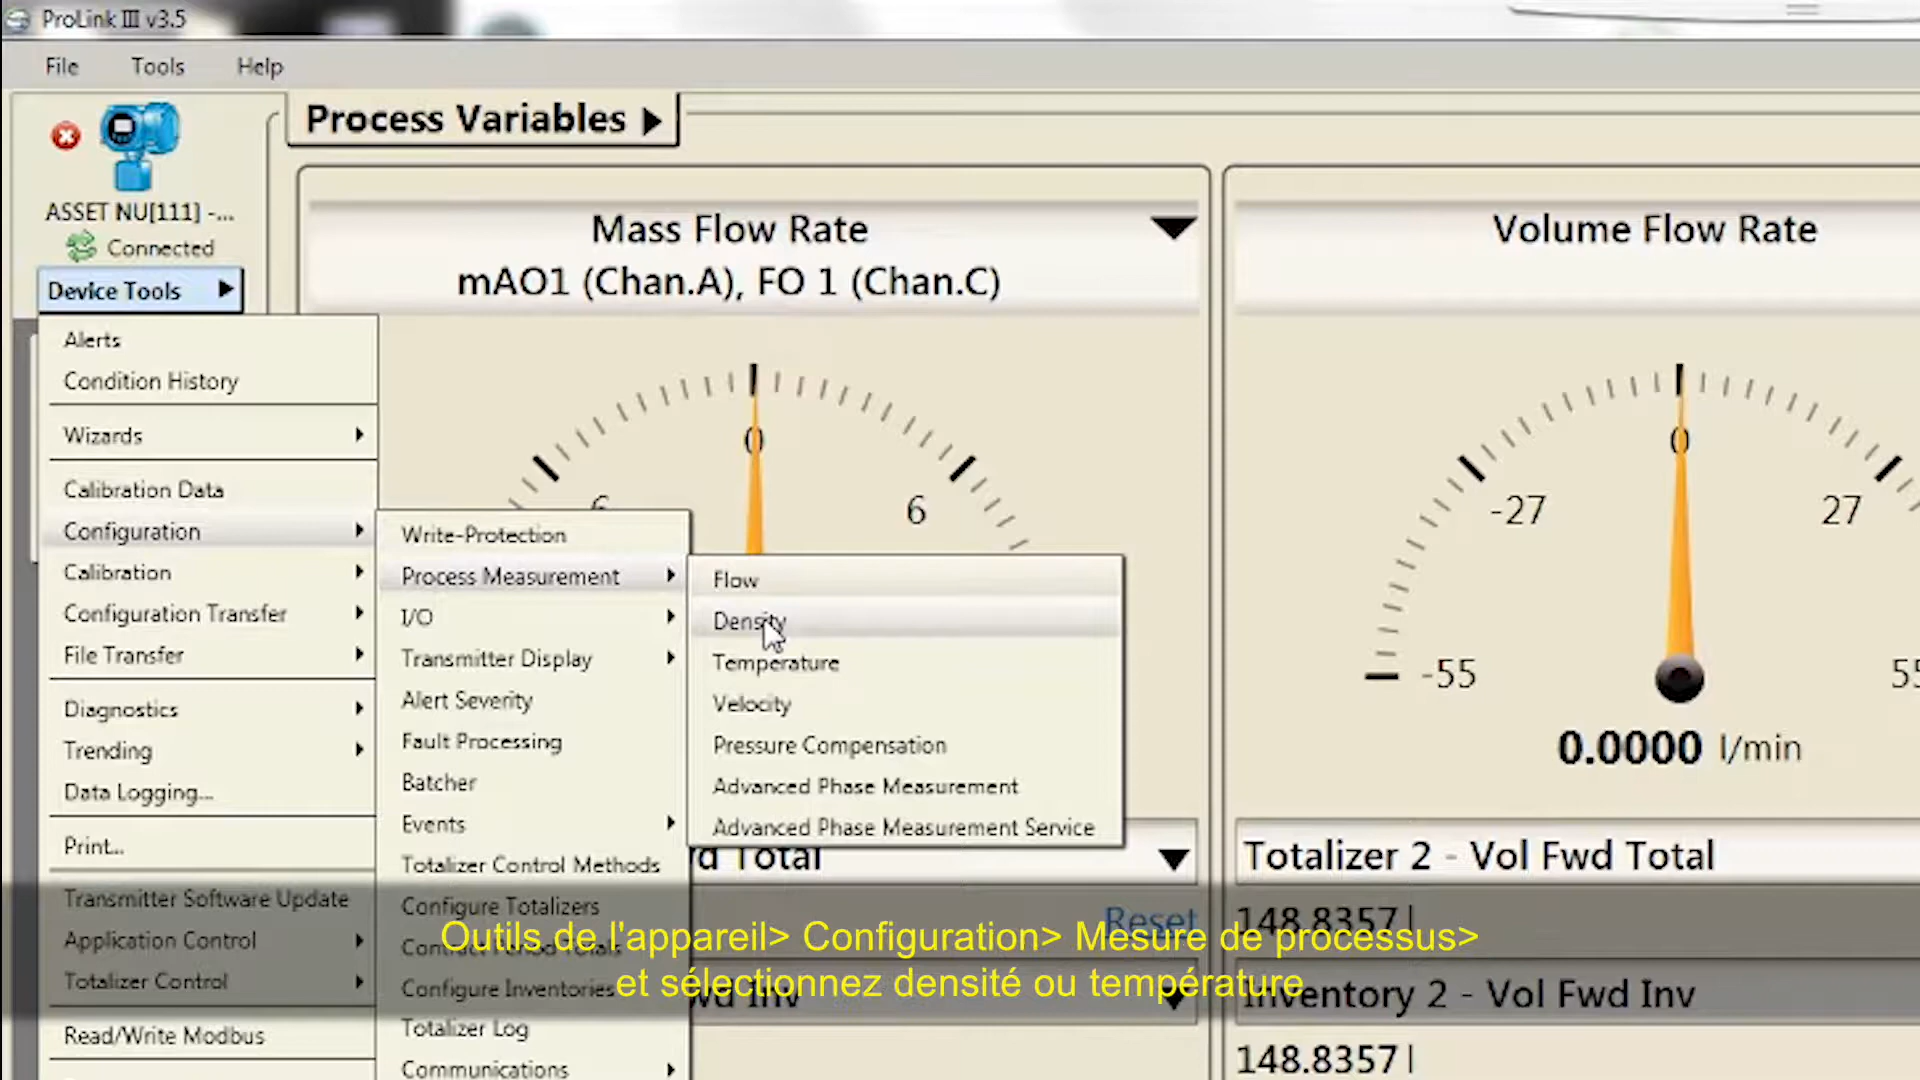 ProLink III v3.5
File Tools Help
Process Variables
ASSET NU[111] -...
Connected
Device Tools
Alerts
Condition History
Wizards
Calibration Data
Configuration
Calibration
Configuration Transfer
File Transfer
Diagnostics
Trending
Data Logging...
Print...
Transmitter Software Update
Application Control
Totalizer Control
Read/Write Modbus
Write-Protection
Process Measurement
I/O
Transmitter Display
Alert Severity
Fault Processing
Batcher
Events
Totalizer Control Methods
Configure Totalizers
Contract Period Totals
Configure Inventories
Totalizer Log
Communications
Flow
Density
Temperature
Velocity
Pressure Compensation
Advanced Phase Measurement
Advanced Phase Measurement Service
Mass Flow Rate
mAO1 (Chan.A), FO 1 (Chan.C)
0
6
Total
Reset
Inv
Volume Flow Rate
0
-27 27
-55 55
0.0000 l/min
Totalizer 2 - Vol Fwd Total
148.8357 l
Inventory 2 - Vol Fwd Inv
148.8357 l
Outils de l'appareil> Configuration> Mesure de processus>
et sélectionnez densité ou température